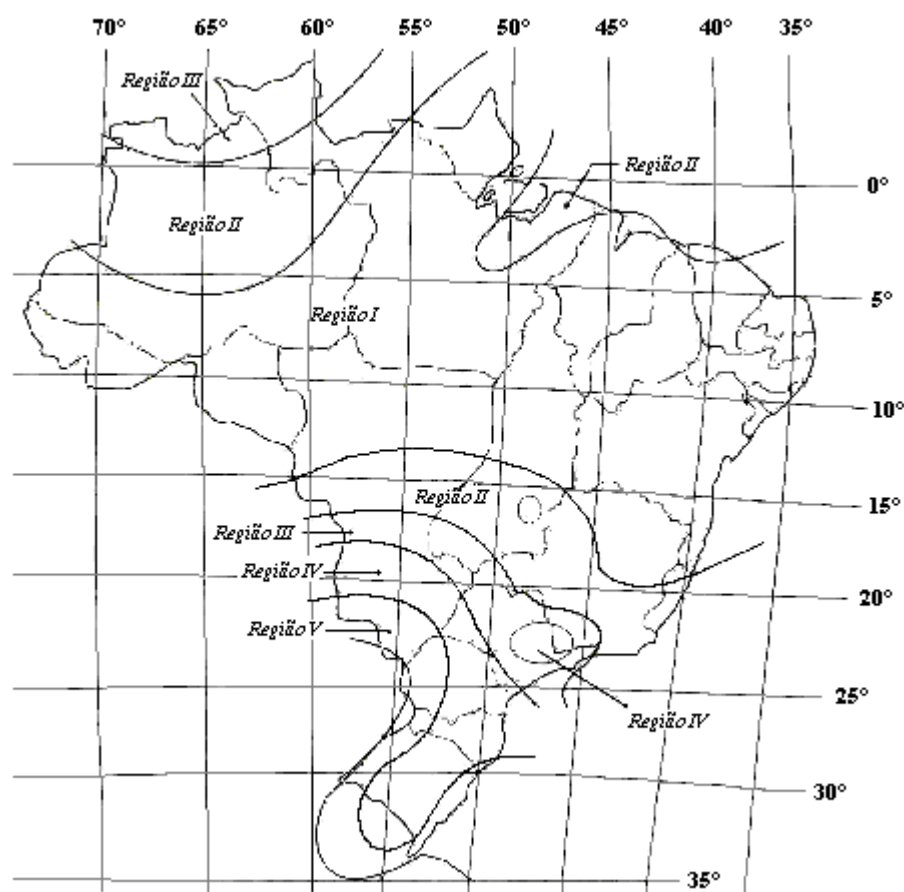 70° 65° 60° 55° 50° 45° 40° 35°
Região III
Região II
0°
Região II
5°
Região I
10°
Região II
15°
Região III
Região IV
20°
Região V
25°
Região IV
30°
35°